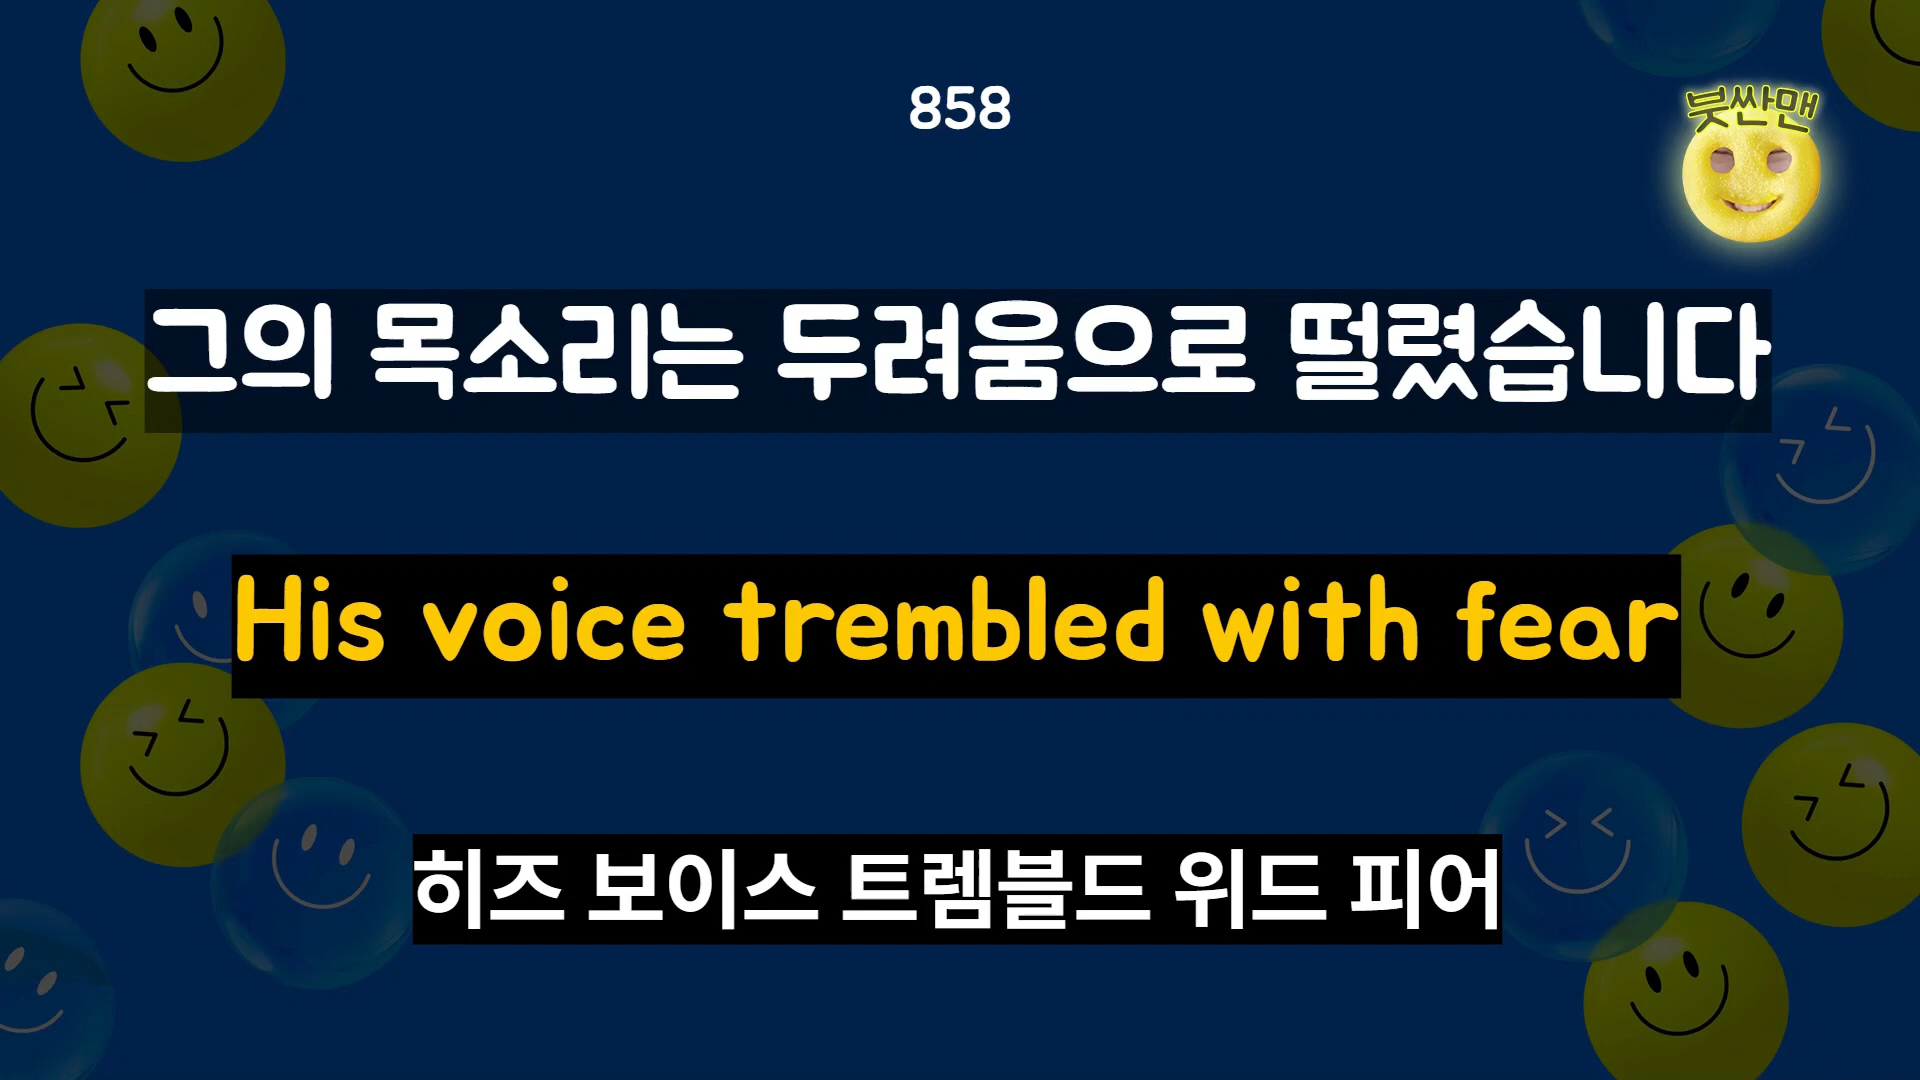 858
붓싼맨
그의 목소리는 두려움으로 떨렸습니다
His voice trembled with fear
히즈 보이스 트렘블드 위드 피어